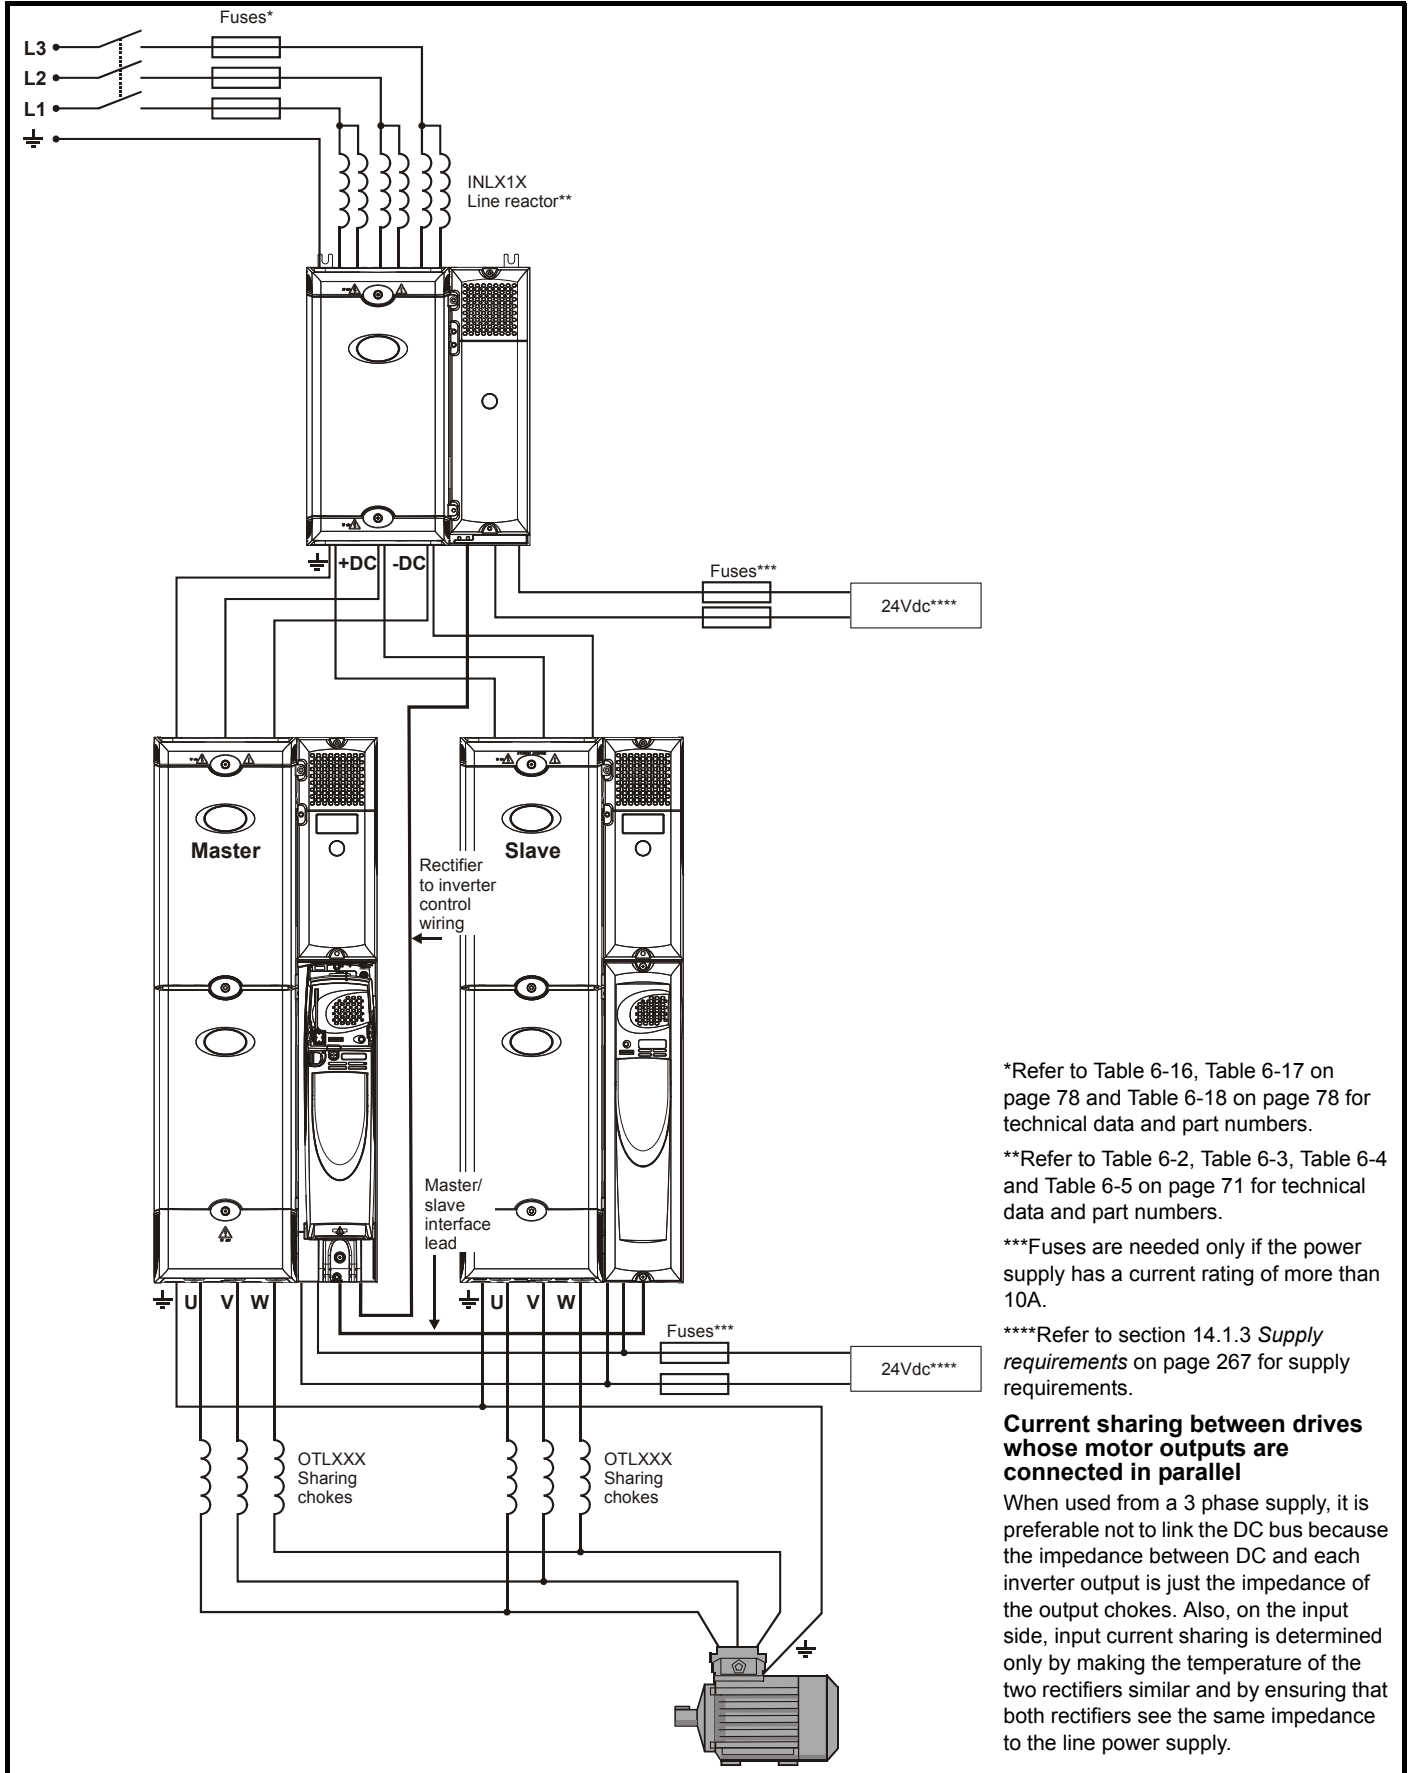 Fuses*
L3
L2
L1
INLX1X
Line reactor**
+DC -DC
Fuses***
24Vdc****
Master
Slave
Rectifier
to inverter
control
wiring
Master/
slave
interface
lead
U V W
U V W
Fuses***
24Vdc****
OTLXXX
Sharing
chokes
OTLXXX
Sharing
chokes
*Refer to Table 6-16, Table 6-17 on
page 78 and Table 6-18 on page 78 for
technical data and part numbers.
**Refer to Table 6-2, Table 6-3, Table 6-4
and Table 6-5 on page 71 for technical
data and part numbers.
***Fuses are needed only if the power
supply has a current rating of more than
10A.
****Refer to section 14.1.3 Supply
requirements on page 267 for supply
requirements.
Current sharing between drives
whose motor outputs are
connected in parallel
When used from a 3 phase supply, it is
preferable not to link the DC bus because
the impedance between DC and each
inverter output is just the impedance of
the output chokes. Also, on the input
side, input current sharing is determined
only by making the temperature of the
two rectifiers similar and by ensuring that
both rectifiers see the same impedance
to the line power supply.